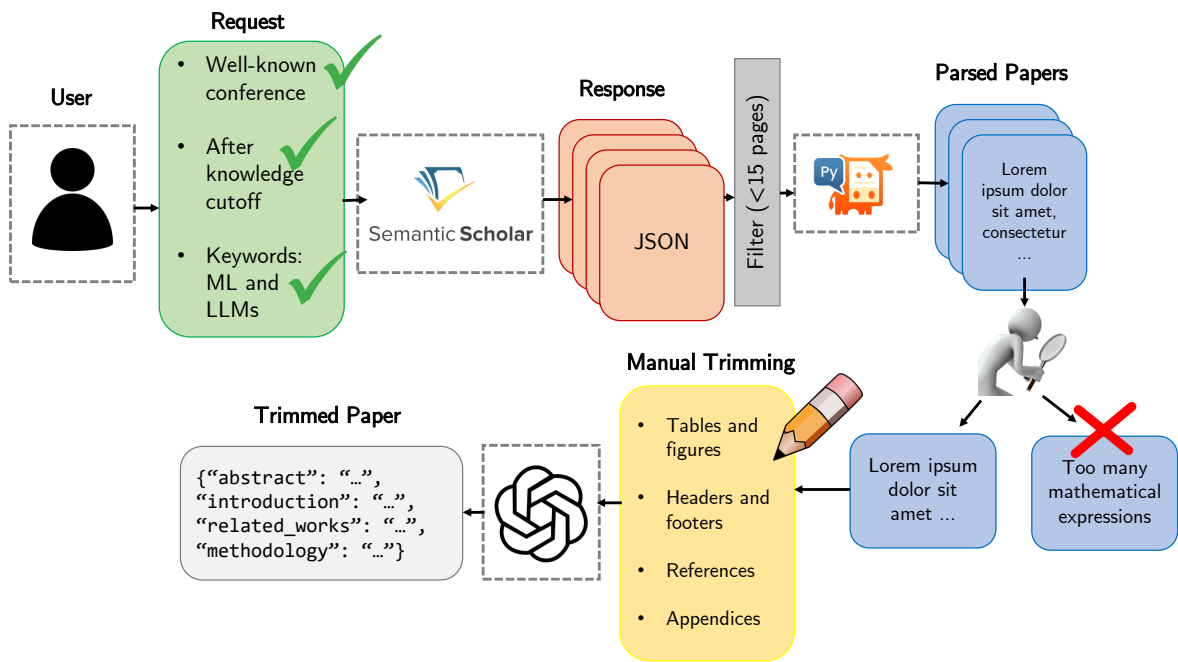 Request
• Well-known
conference
• After
knowledge
cutoff
• Keywords:
ML and
LLMs
User
Semantic Scholar
Response
JSON
Filter (<15 pages)
Py
Parsed Papers
Lorem
ipsum dolor
sit amet,
consectetur
...
Too many
mathematical
expressions
Lorem ipsum
dolor sit
amet ...
Manual Trimming
• Tables and
figures
• Headers and
footers
• References
• Appendices
Trimmed Paper
{“abstract”: “…”,
“introduction”: “…”,
“related_works”: “…”,
“methodology”: “…”}